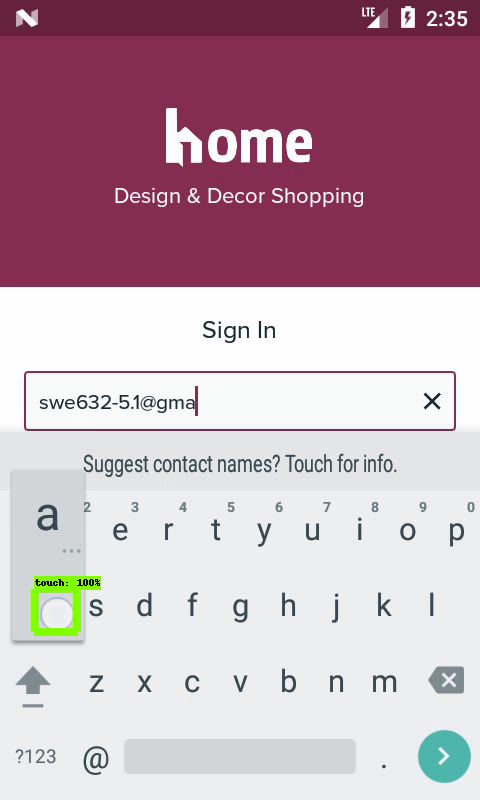 LTE 2:35
home
Design & Decor Shopping
Sign In
swe632-5.1@gma
Suggest contact names? Touch for info.
a
2 3 4 5 6 7 8 9 0
e r t y u i o p
touch: 100%
s d f g h j k l
z x c v b n m
?123 @ .